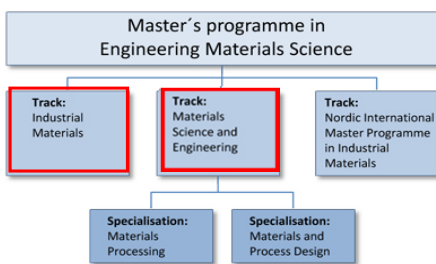 Master´s programme in
Engineering Materials Science
Track:
Industrial
Materials
Track:
Materials
Science and
Engineering
Track:
Nordic International
Master Programme
in Industrial
Materials
Specialisation:
Materials
Processing
Specialisation:
Materials and
Process Design